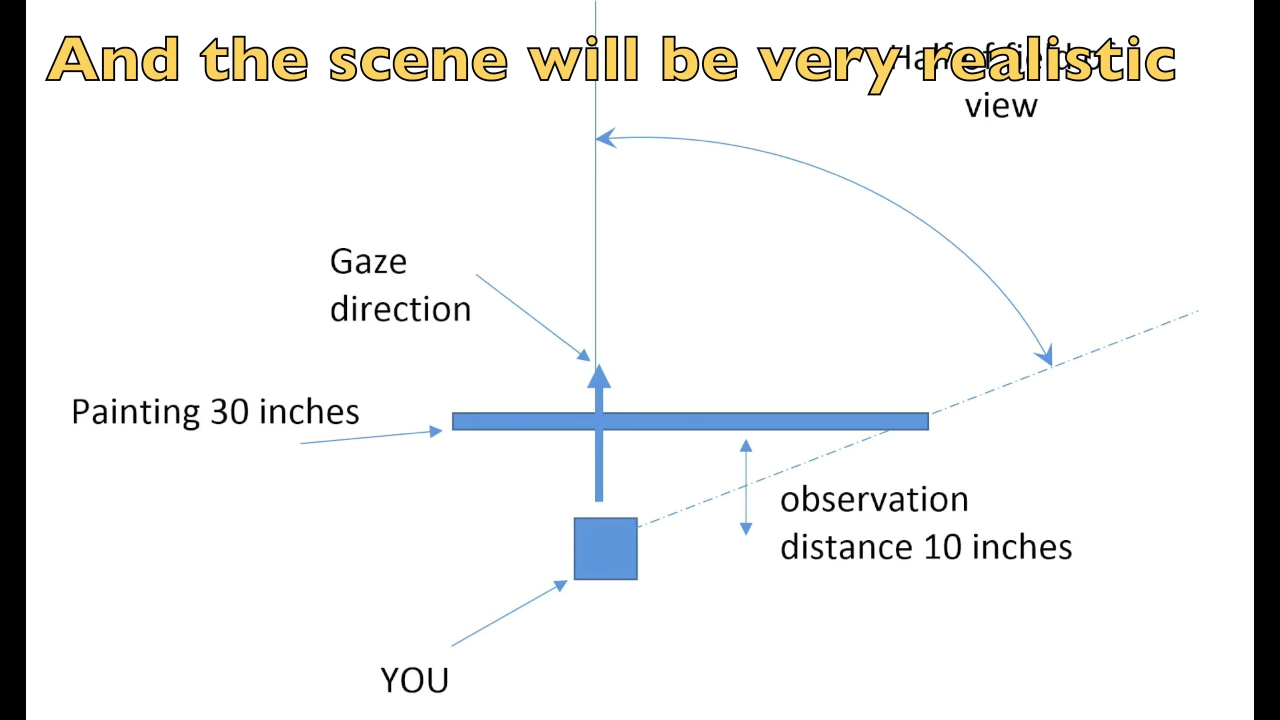 And the scene will be very realistic
view
Gaze
direction
Painting 30 inches
observation
distance 10 inches
YOU